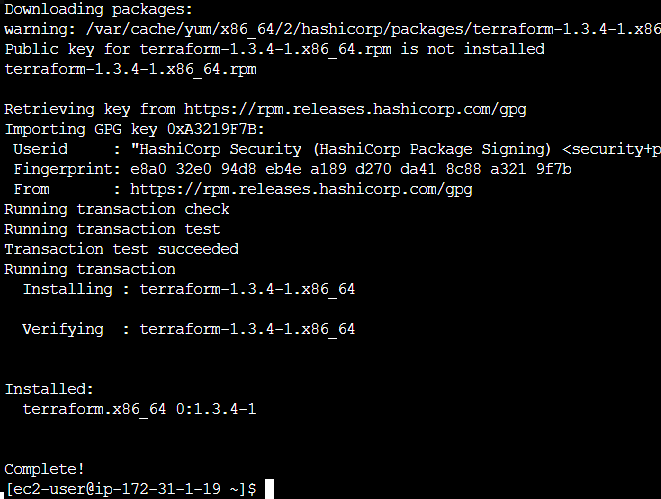 Downloading packages:
warning: /var/cache/yum/x86_64/2/hashicorp/packages/terraform-1.3.4-1.x86
Public key for terraform-1.3.4-1.x86_64.rpm is not installed
terraform-1.3.4-1.x86_64.rpm
Retrieving key from https://rpm.releases.hashicorp.com/gpg
Importing GPG key 0xA3219F7B:
 Userid     : "HashiCorp Security (HashiCorp Package Signing) <security+p
 Fingerprint: e8a0 32e0 94d8 eb4e a189 d270 da41 8c88 a321 9f7b
 From       : https://rpm.releases.hashicorp.com/gpg
Running transaction check
Running transaction test
Transaction test succeeded
Running transaction
  Installing : terraform-1.3.4-1.x86_64
  Verifying  : terraform-1.3.4-1.x86_64
Installed:
  terraform.x86_64 0:1.3.4-1
Complete!
[ec2-user@ip-172-31-1-19 ~]$